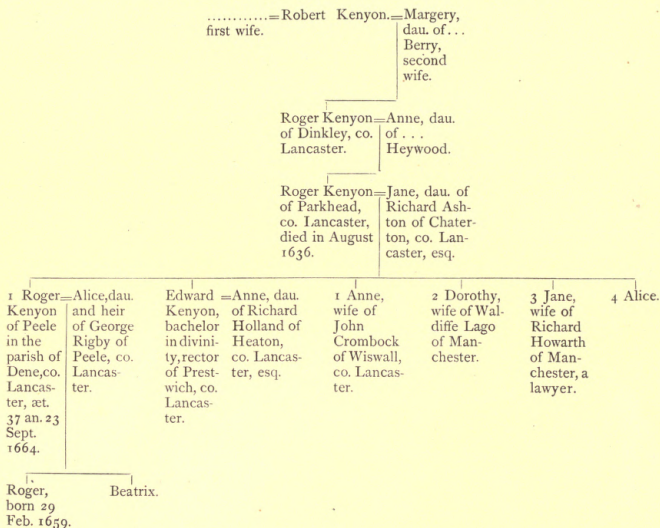 ............=Robert Kenyon.=Margery,
first wife.
dau. of...
Berry,
second
wife.
Roger Kenyon=Anne, dau.
of Dinkley, co. of . . .
Lancaster. Heywood.
Roger Kenyon=Jane, dau. of
of Parkhead, Richard Ash-
co. Lancaster, ton of Chater-
died in August ton, co. Lan-
1636. caster, esq.
1 Roger=Alice,dau.
Kenyon and heir
of Peele of George
in the Rigby of
parish of Peele, co.
Dene,co. Lancas-
Lancas- ter.
ter, æt.
37 an. 23
Sept.
1664.
Edward =Anne, dau.
Kenyon, of Richard
bachelor Holland of
in divini- Heaton,
ty,rector co. Lancas-
of Prest- ter, esq.
wich, co.
Lancas-
ter.
1 Anne,
wife of
John
Crombock
of Wiswall,
co. Lancas-
ter.
2 Dorothy,
wife of Wal-
diffe Lago
of Man-
chester.
3 Jane,
wife of
Richard
Howarth
of Man-
chester, a
lawyer.
4 Alice.
Roger,
born 29
Feb. 1659.
Beatrix.